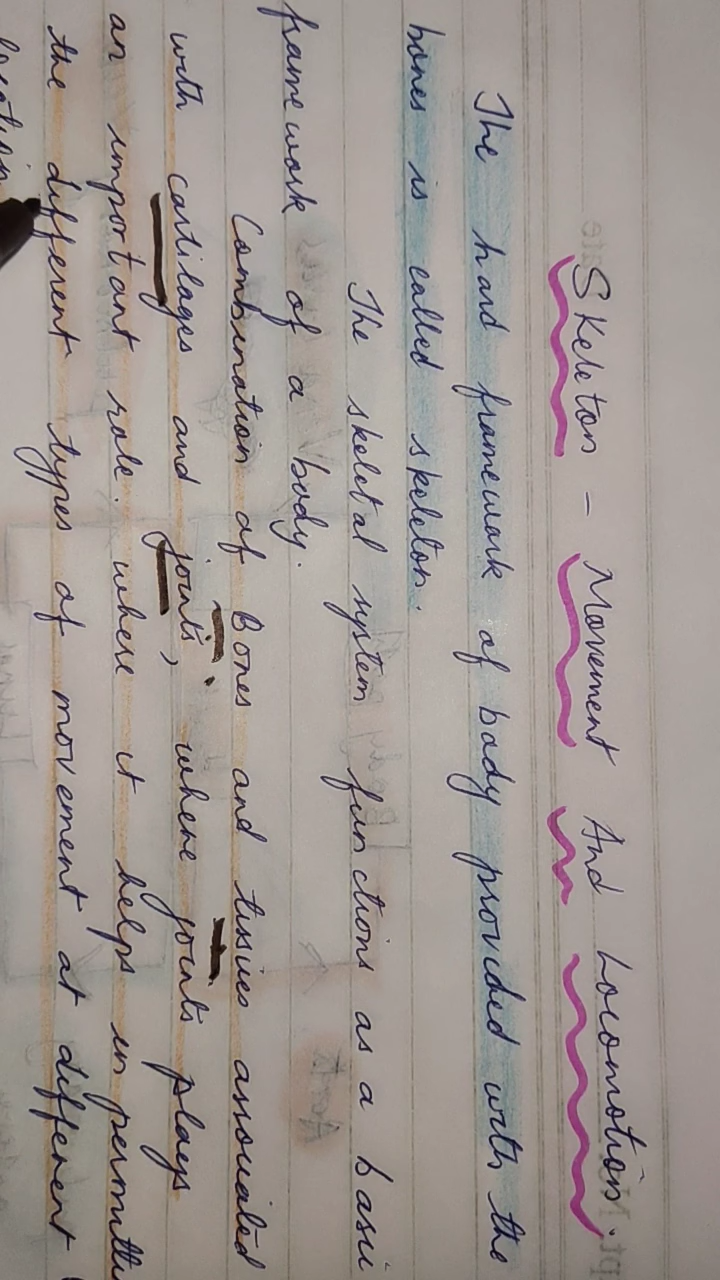 Skeleton - Movement And Locomotion.
The hard framework of body provided with the
bones is called skeleton.
The skeletal system functions as a basic
framework of a body.
Combination of Bones and tissues associated
with cartilages and joints, where joints plays
an important role. where it helps in permitti
the different types of movement at different